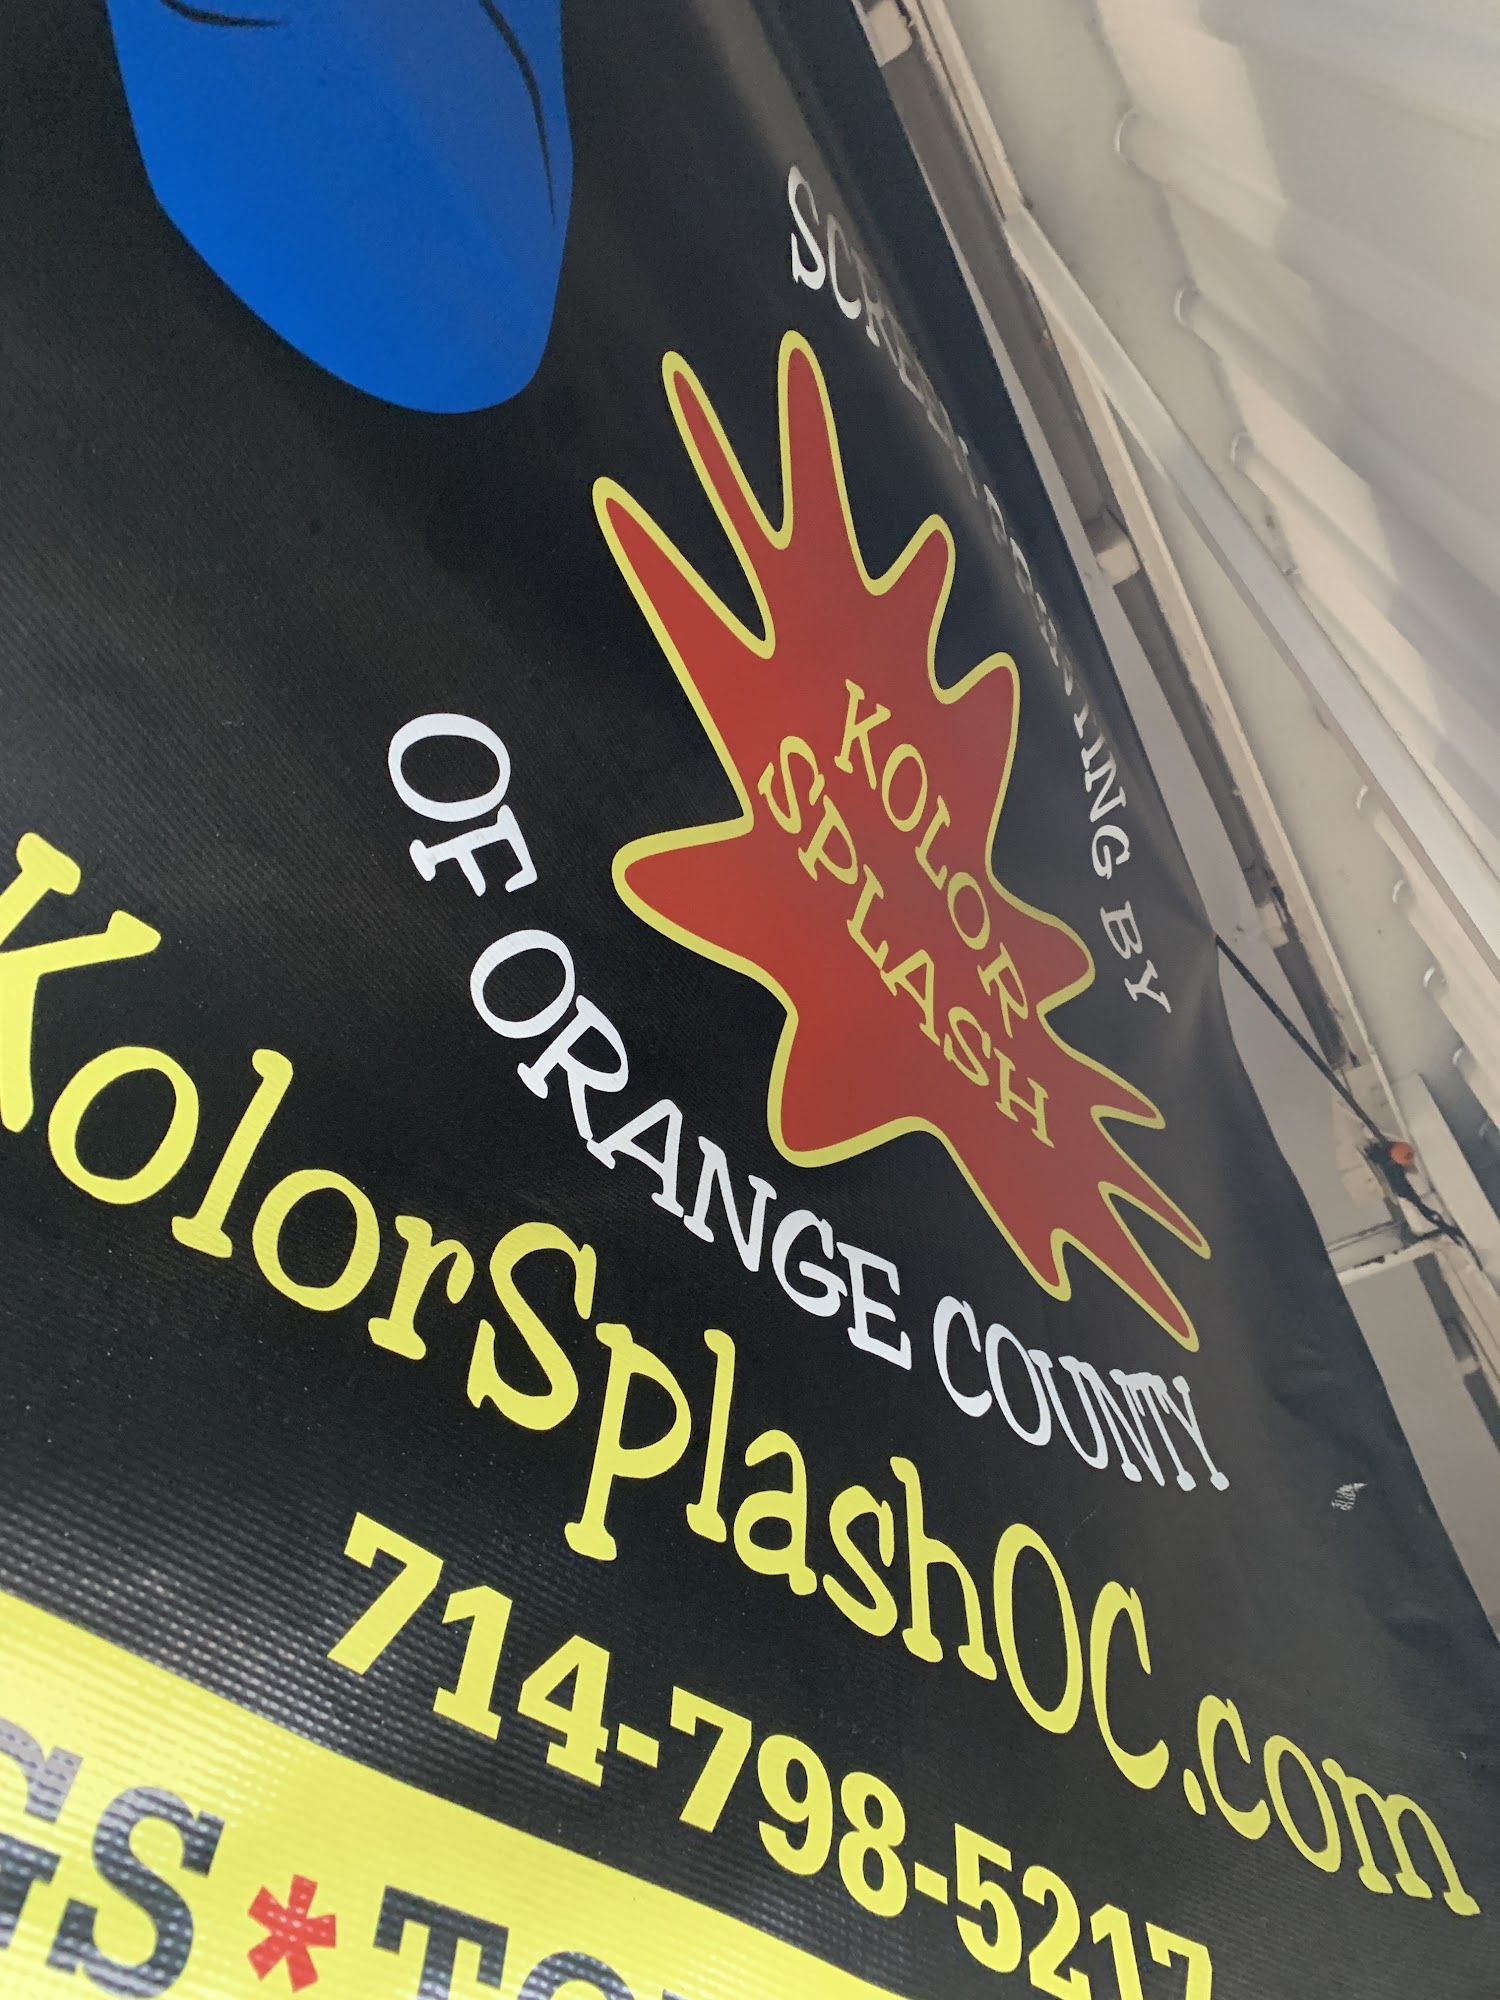 SCREEN PRINTING BY
KOLOR
SPLASH
OF ORANGE COUNTY
KolorSplashOC.com
714-798-5217